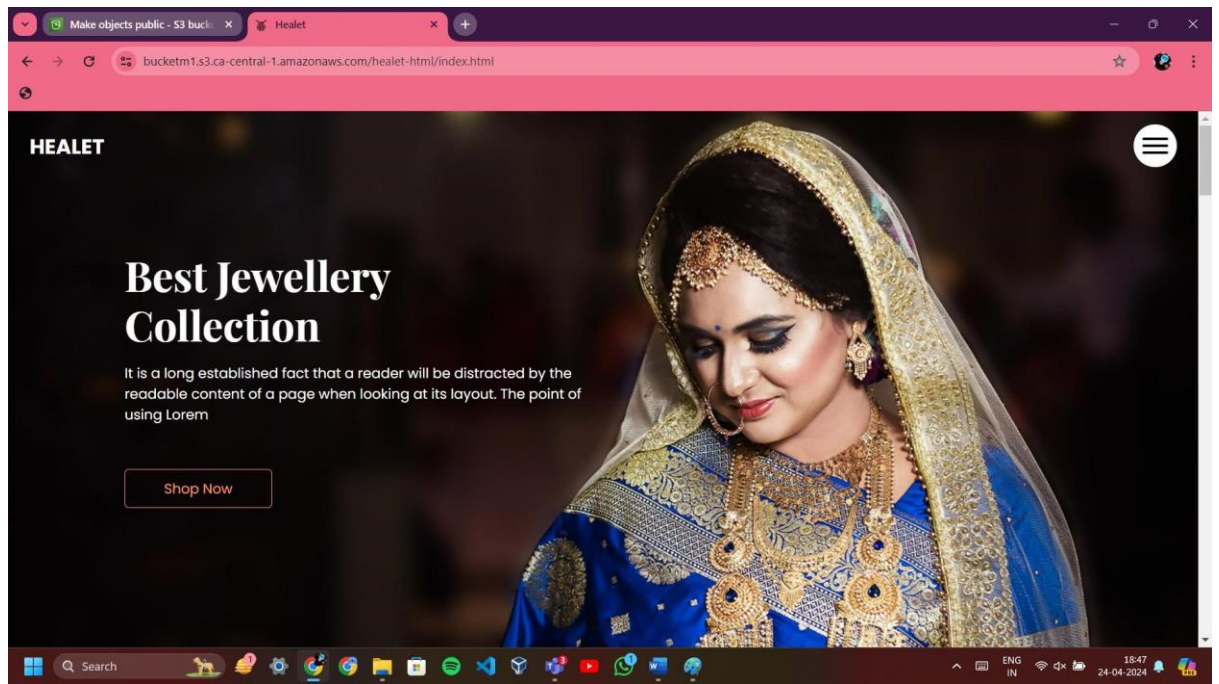 Make objects public - S3 buck
Healet
bucketm1.s3.ca-central-1.amazonaws.com/healet-html/index.html
HEALET
Best Jewellery
Collection
It is a long established fact that a reader will be distracted by the
readable content of a page when looking at its layout. The point of
using Lorem
Shop Now
Search
ENG
IN
18:47
24-04-2024